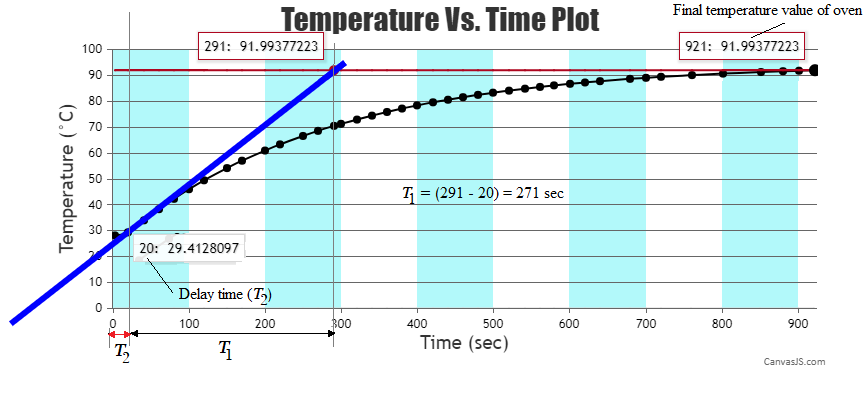 Temperature Vs. Time Plot
Final temperature value of oven
291: 91.99377223
921: 91.99377223
100
90
80
70
60
50
40
30
20
10
0
Temperature (°C)
T1 = (291 - 20) = 271 sec
20: 29.4128097
Delay time (T2)
0 100 200 300 400 500 600 700 800 900
T2
T1
Time (sec)
CanvasJS.com